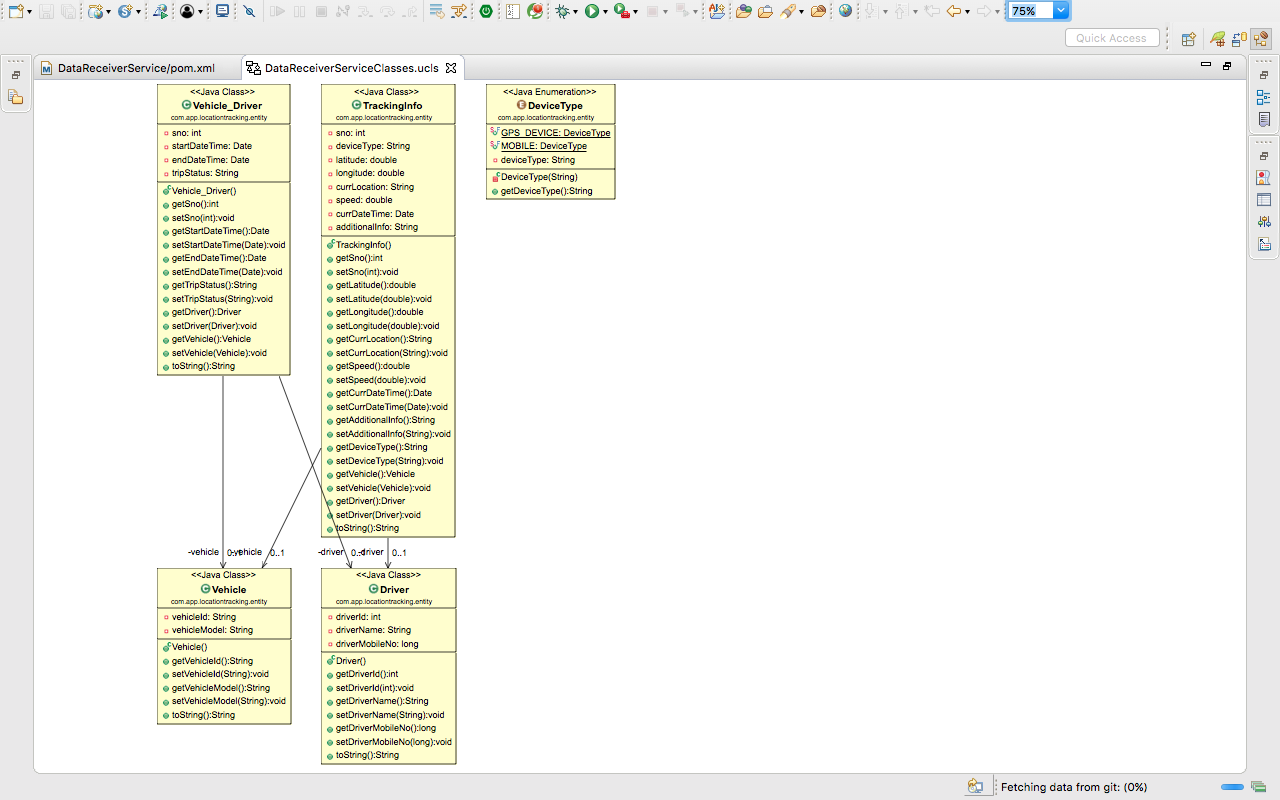 75%
Quick Access
DataReceiverService/pom.xml
DataReceiverServiceClasses.ucls
<<Java Class>>
Vehicle_Driver
com.app.locationtracking.entity
sno: int
startDateTime: Date
endDateTime: Date
tripStatus: String
Vehicle_Driver()
getSno():int
setSno(int):void
getStartDateTime():Date
setStartDateTime(Date):void
getEndDateTime():Date
setEndDateTime(Date):void
getTripStatus():String
setTripStatus(String):void
getDriver():Driver
setDriver(Driver):void
getVehicle():Vehicle
setVehicle(Vehicle):void
toString():String
<<Java Class>>
TrackingInfo
com.app.locationtracking.entity
sno: int
deviceType: String
latitude: double
longitude: double
currLocation: String
speed: double
currDateTime: Date
additionalInfo: String
TrackingInfo()
getSno():int
setSno(int):void
getLatitude():double
setLatitude(double):void
getLongitude():double
setLongitude(double):void
getCurrLocation():String
setCurrLocation(String):void
getSpeed():double
setSpeed(double):void
getCurrDateTime():Date
setCurrDateTime(Date):void
getAdditionalInfo():String
setAdditionalInfo(String):void
getDeviceType():String
setDeviceType(String):void
getVehicle():Vehicle
setVehicle(Vehicle):void
getDriver():Driver
setDriver(Driver):void
toString():String
<<Java Enumeration>>
DeviceType
com.app.locationtracking.entity
GPS_DEVICE: DeviceType
MOBILE: DeviceType
deviceType: String
DeviceType(String)
getDeviceType():String
-vehicle 0..1
-vehicle 0..1
-driver 0..1
-driver 0..1
<<Java Class>>
Vehicle
com.app.locationtracking.entity
vehicleId: String
vehicleModel: String
Vehicle()
getVehicleId():String
setVehicleId(String):void
getVehicleModel():String
setVehicleModel(String):void
toString():String
<<Java Class>>
Driver
com.app.locationtracking.entity
driverId: int
driverName: String
driverMobileNo: long
Driver()
getDriverId():int
setDriverId(int):void
getDriverName():String
setDriverName(String):void
getDriverMobileNo():long
setDriverMobileNo(long):void
toString():String
Fetching data from git: (0%)